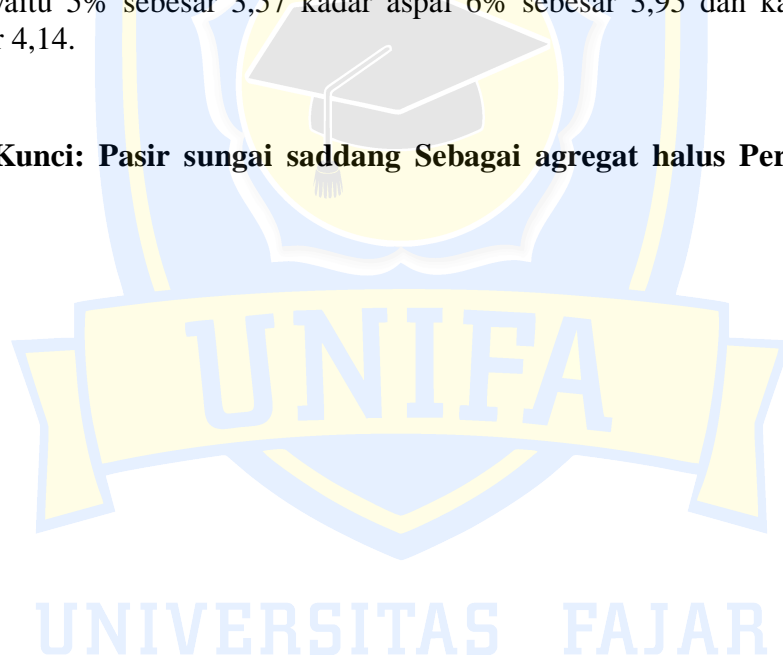 yaitu 5% sebesar 3,57 kadar aspal 6% sebesar 3,95 dan ka
r 4,14.
Kunci: Pasir sungai saddang Sebagai agregat halus Per
UNIFA
UNIVERSITAS FAJAR